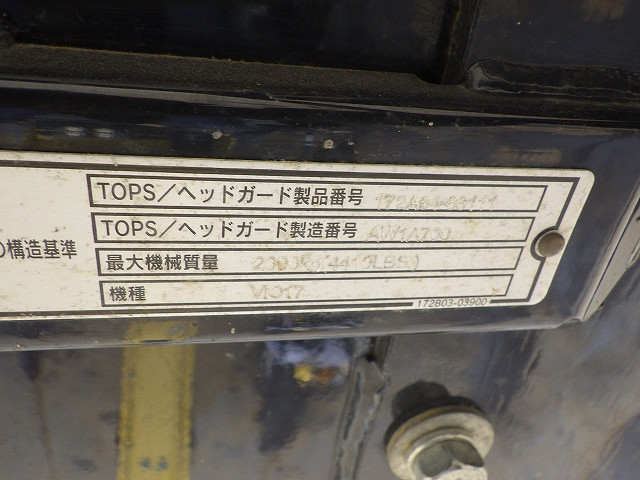 TOPS/ヘッドガード製品番号
TOPS/ヘッドガード製造番号
の構造基準
最大機械質量
機種 ViO17
172B03-03900